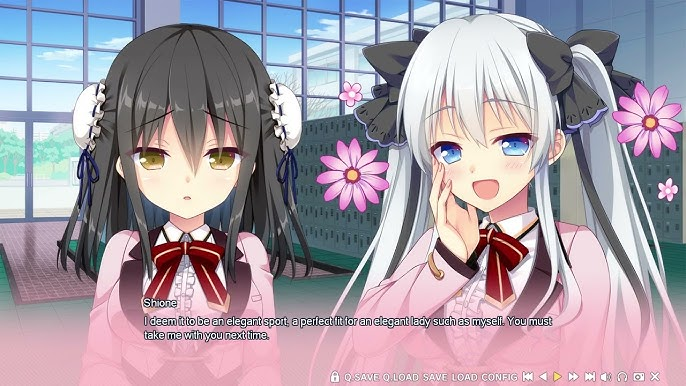 Shione
I deem it to be an elegant sport, a perfect fit for an elegant lady such as myself. You must
take me with you next time.
Q.SAVE Q.LOAD SAVE LOAD CONFIG